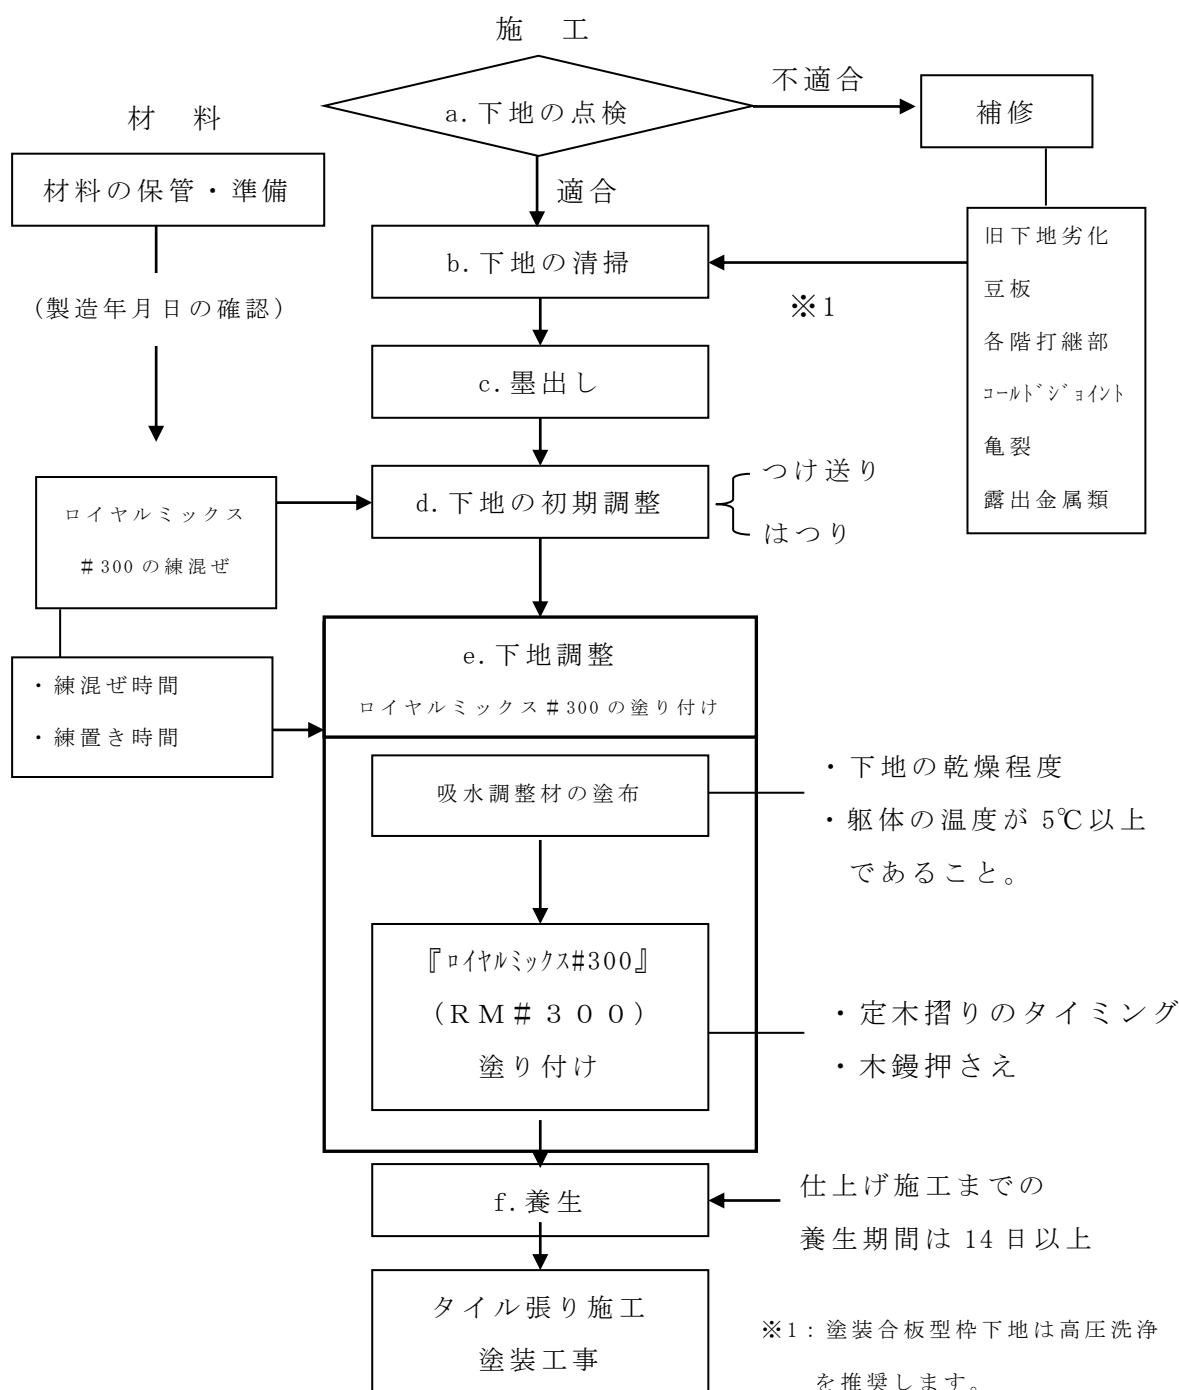 施 工
材 料
a.下地の点検
不適合
補修
材料の保管・準備
適合
b.下地の清掃
旧下地劣化
豆板
各階打継部
ｺｰﾙﾄﾞｼﾞｮｲﾝﾄ
亀裂
露出金属類
(製造年月日の確認)
※1
c.墨出し
ロイヤルミックス
＃300の練混ぜ
d.下地の初期調整
つけ送り
はつり
・練混ぜ時間
・練置き時間
e.下地調整
ロイヤルミックス＃300の塗り付け
吸水調整材の塗布
・下地の乾燥程度
・躯体の温度が5℃以上
であること。
『ﾛｲﾔﾙﾐｯｸｽ#300』
(ＲＭ＃３００)
塗り付け
・定木摺りのタイミング
・木鏝押さえ
f.養生
仕上げ施工までの
養生期間は14日以上
タイル張り施工
塗装工事
※1：塗装合板型枠下地は高圧洗浄
を推奨します。